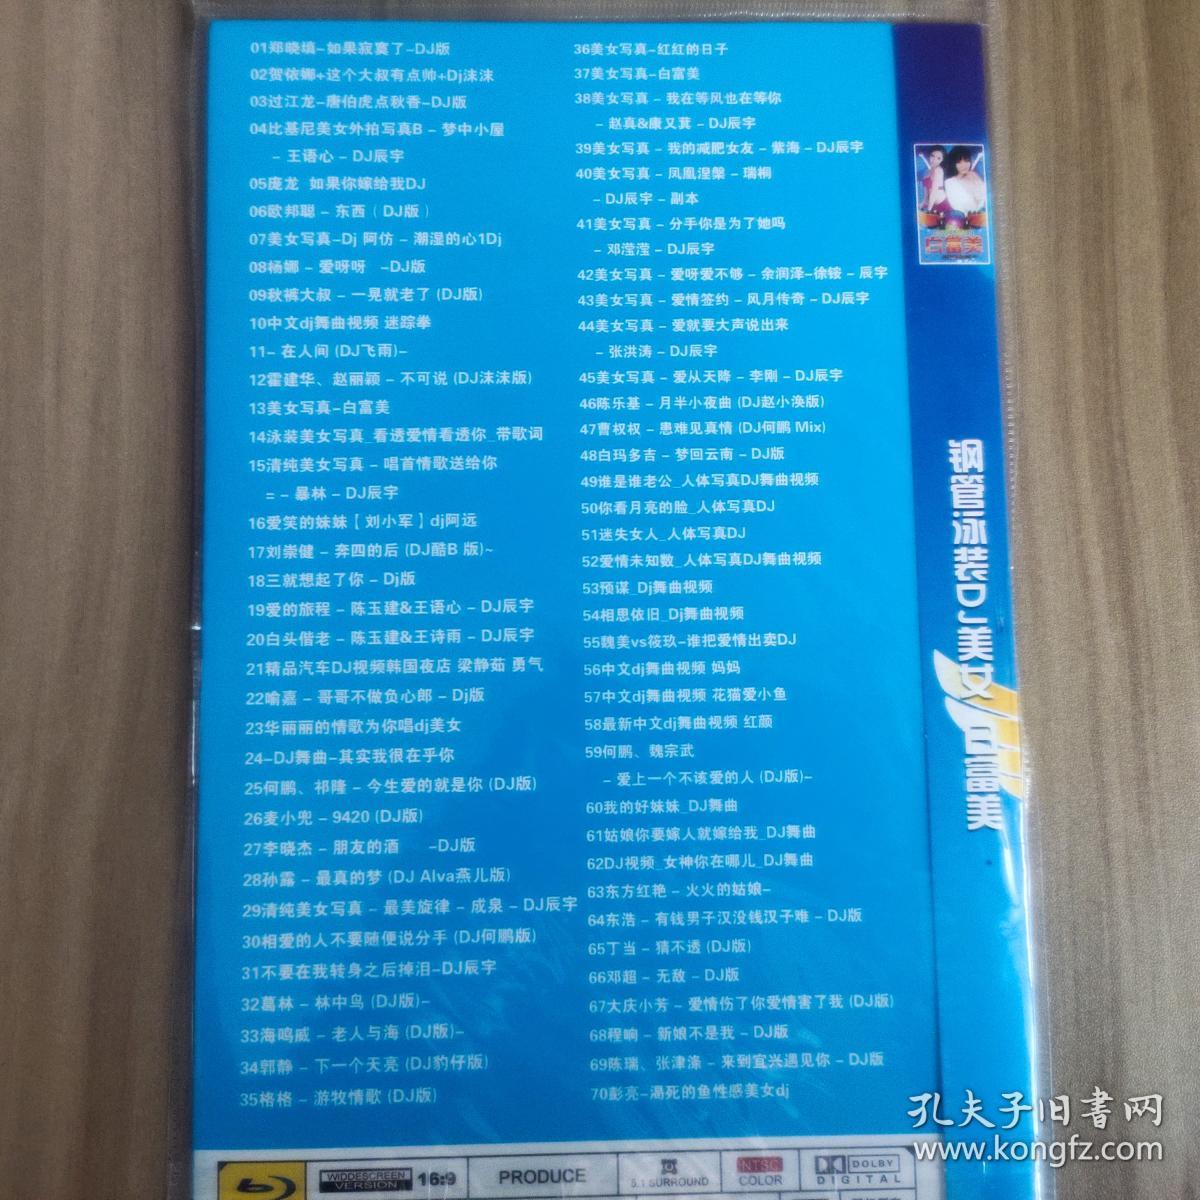 01郑晓填-如果寂寞了-DJ版
02贺依娜+这个大叔有点帅+Dj沫沫
03过江龙-唐伯虎点秋香-DJ版
04比基尼美女外拍写真B - 梦中小屋
- 王语心 - DJ辰宇
05庞龙 如果你嫁给我DJ
06欧邦聪 - 东西（DJ版）
07美女写真-Dj 阿仿 - 潮湿的心1Dj
08杨娜 - 爱呀呀 -DJ版
09秋裤大叔 - 一晃就老了 (DJ版)
10中文dj舞曲视频 迷踪拳
11- 在人间 (DJ飞雨)-
12霍建华、赵丽颖 - 不可说 (DJ沫沫版)
13美女写真-白富美
14泳装美女写真_看透爱情看透你_带歌词
15清纯美女写真 - 唱首情歌送给你
= - 暴林 - DJ辰宇
16爱笑的妹妹【刘小军】dj阿远
17刘崇健 - 奔四的后 (DJ酷B 版)~
18三就想起了你 - Dj版
19爱的旅程 - 陈玉建&王语心 - DJ辰宇
20白头偕老 - 陈玉建&王诗雨 - DJ辰宇
21精品汽车DJ视频韩国夜店 梁静茹 勇气
22喻嘉 - 哥哥不做负心郎 - Dj版
23华丽丽的情歌为你唱dj美女
24-DJ舞曲-其实我很在乎你
25何鹏、祁隆 - 今生爱的就是你 (DJ版)
26麦小兜 - 9420 (DJ版)
27李晓杰 - 朋友的酒 -DJ版
28孙露 - 最真的梦 (DJ Alva燕儿版)
29清纯美女写真 - 最美旋律 - 成泉 - DJ辰宇
30相爱的人不要随便说分手 (DJ何鹏版)
31不要在我转身之后掉泪-DJ辰宇
32葛林 - 林中鸟 (DJ版)-
33海鸣威 - 老人与海 (DJ版)-
34郭静 - 下一个天亮 (DJ豹仔版)
35格格 - 游牧情歌 (DJ版)
36美女写真-红红的日子
37美女写真-白富美
38美女写真 - 我在等风也在等你
- 赵真&康又萁 - DJ辰宇
39美女写真 - 我的减肥女友 - 紫海 - DJ辰宇
40美女写真 - 凤凰涅槃 - 瑞桐
- DJ辰宇 - 副本
41美女写真 - 分手你是为了她吗
- 邓滢滢 - DJ辰宇
42美女写真 - 爱呀爱不够 - 余润泽-徐铵 - 辰宇
43美女写真 - 爱情签约 - 风月传奇 - DJ辰宇
44美女写真 - 爱就要大声说出来
- 张洪涛 - DJ辰宇
45美女写真 - 爱从天降 - 李刚 - DJ辰宇
46陈乐基 - 月半小夜曲 (DJ赵小涣版)
47曹权权 - 患难见真情 (DJ何鹏 Mix)
48白玛多吉 - 梦回云南 - DJ版
49谁是谁老公_人体写真DJ舞曲视频
50你看月亮的脸_人体写真DJ
51迷失女人_人体写真DJ
52爱情未知数_人体写真DJ舞曲视频
53预谋_Dj舞曲视频
54相思依旧_Dj舞曲视频
55魏美vs筱玖-谁把爱情出卖DJ
56中文dj舞曲视频 妈妈
57中文dj舞曲视频 花猫爱小鱼
58最新中文dj舞曲视频 红颜
59何鹏、魏宗武
- 爱上一个不该爱的人 (DJ版)-
60我的好妹妹_DJ舞曲
61姑娘你要嫁人就嫁给我_DJ舞曲
62DJ视频_女神你在哪儿_DJ舞曲
63东方红艳 - 火火的姑娘-
64东浩 - 有钱男子汉没钱汉子难 - DJ版
65丁当 - 猜不透 (DJ版)
66邓超 - 无敌 - DJ版
67大庆小芳 - 爱情伤了你爱情害了我 (DJ版)
68程响 - 新娘不是我 - DJ版
69陈瑞、张津涤 - 来到宜兴遇见你 - DJ版
70彭亮-渴死的鱼性感美女dj
白富美
钢管泳装DJ美女 白富美
WIDDESCREEN
VERSION
16:9
PRODUCE
5.1 SURROUND
NTSC
COLOR
DOLBY
DIGITAL
孔夫子旧书网
www.kongfz.com